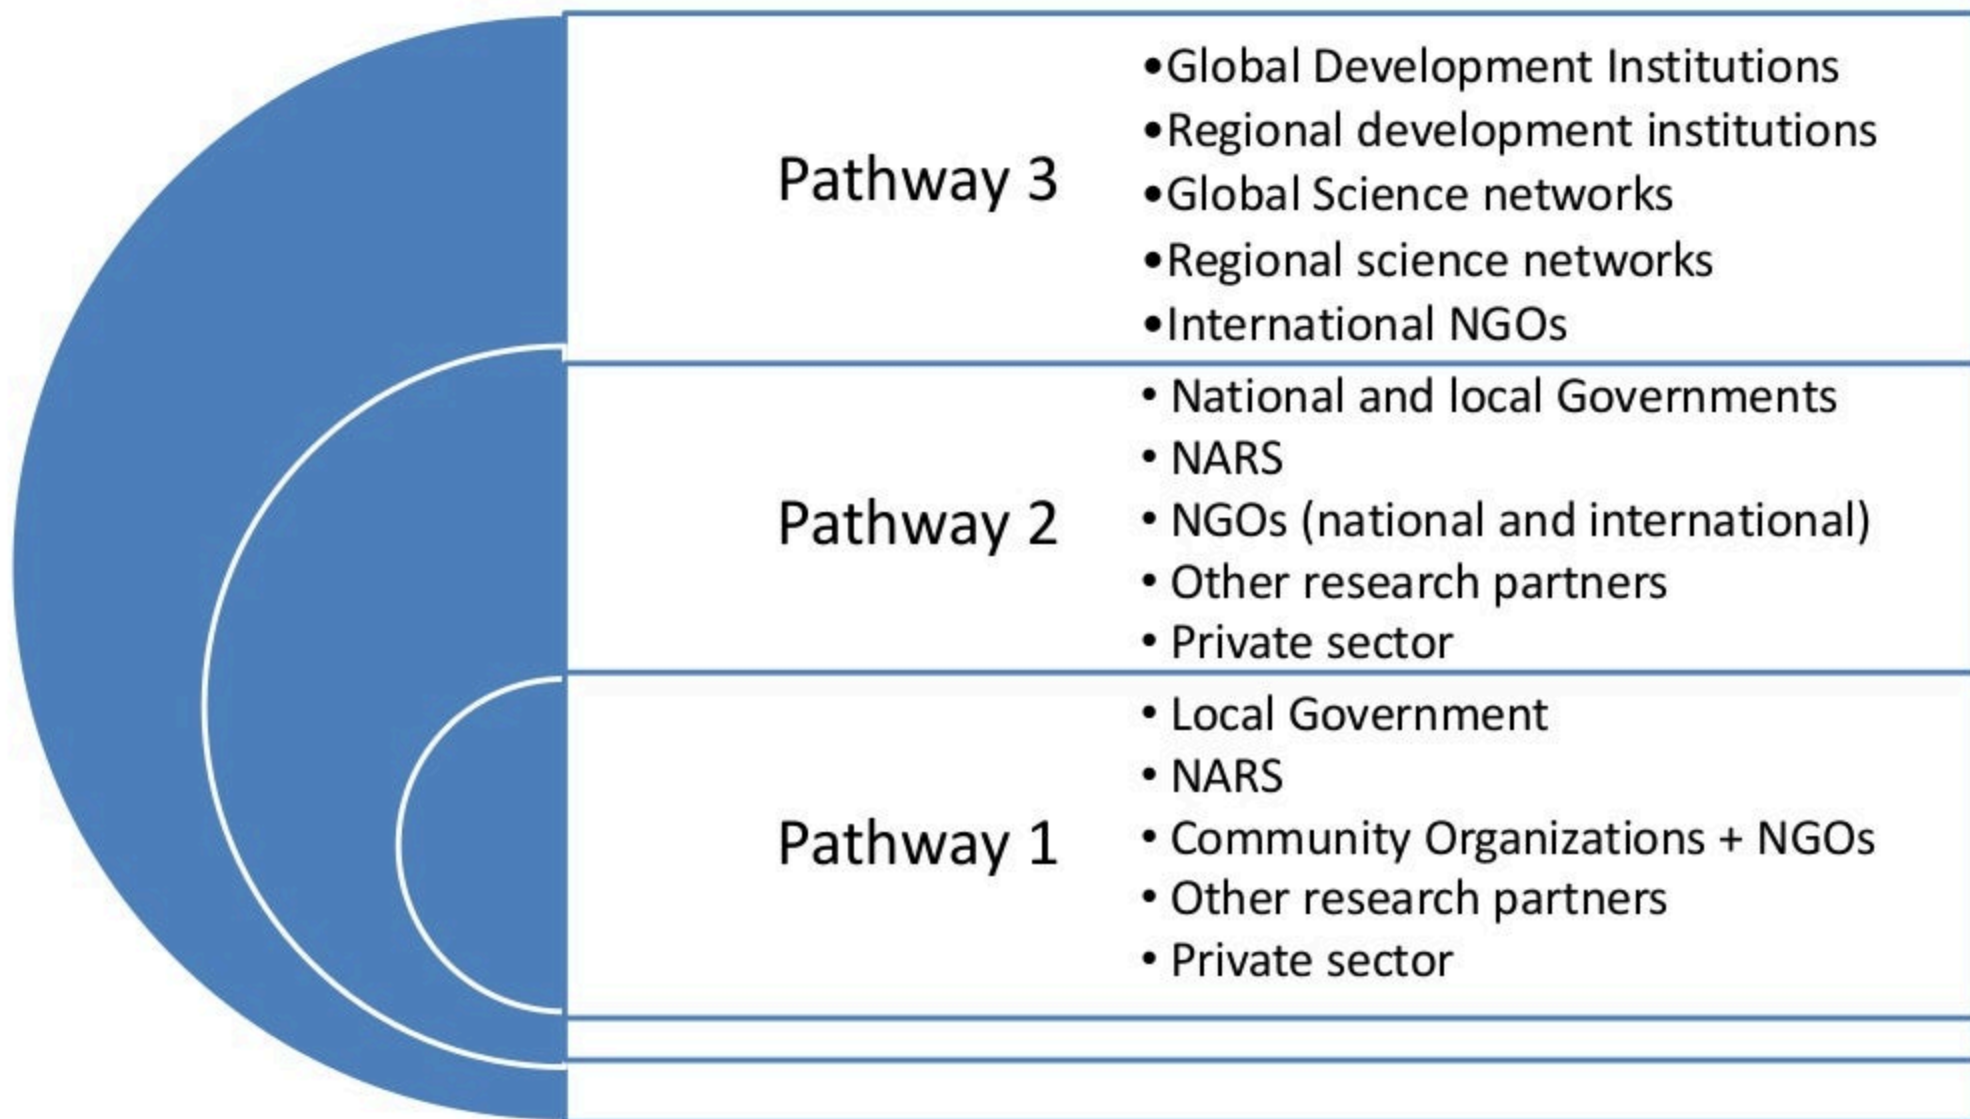 Pathway 3
•Global Development Institutions
•Regional development institutions
•Global Science networks
•Regional science networks
•International NGOs
Pathway 2
• National and local Governments
• NARS
• NGOs (national and international)
• Other research partners
• Private sector
Pathway 1
• Local Government
• NARS
• Community Organizations + NGOs
• Other research partners
• Private sector